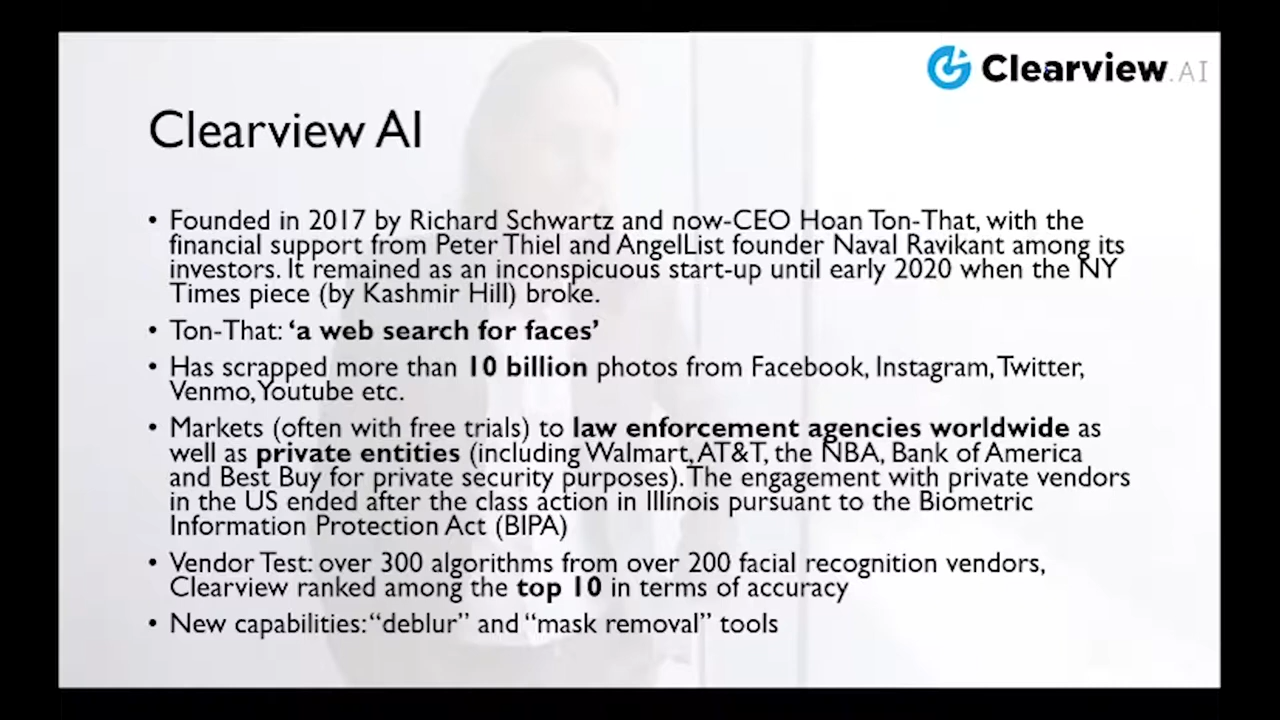 Clearview.AI
Clearview AI
• Founded in 2017 by Richard Schwartz and now-CEO Hoan Ton-That, with the
financial support from Peter Thiel and AngelList founder Naval Ravikant among its
investors. It remained as an inconspicuous start-up until early 2020 when the NY
Times piece (by Kashmir Hill) broke.
• Ton-That: ‘a web search for faces’
• Has scrapped more than 10 billion photos from Facebook, Instagram, Twitter,
Venmo, Youtube etc.
• Markets (often with free trials) to law enforcement agencies worldwide as
well as private entities (including Walmart, AT&T, the NBA, Bank of America
and Best Buy for private security purposes). The engagement with private vendors
in the US ended after the class action in Illinois pursuant to the Biometric
Information Protection Act (BIPA)
• Vendor Test: over 300 algorithms from over 200 facial recognition vendors,
Clearview ranked among the top 10 in terms of accuracy
• New capabilities: “deblur” and “mask removal” tools